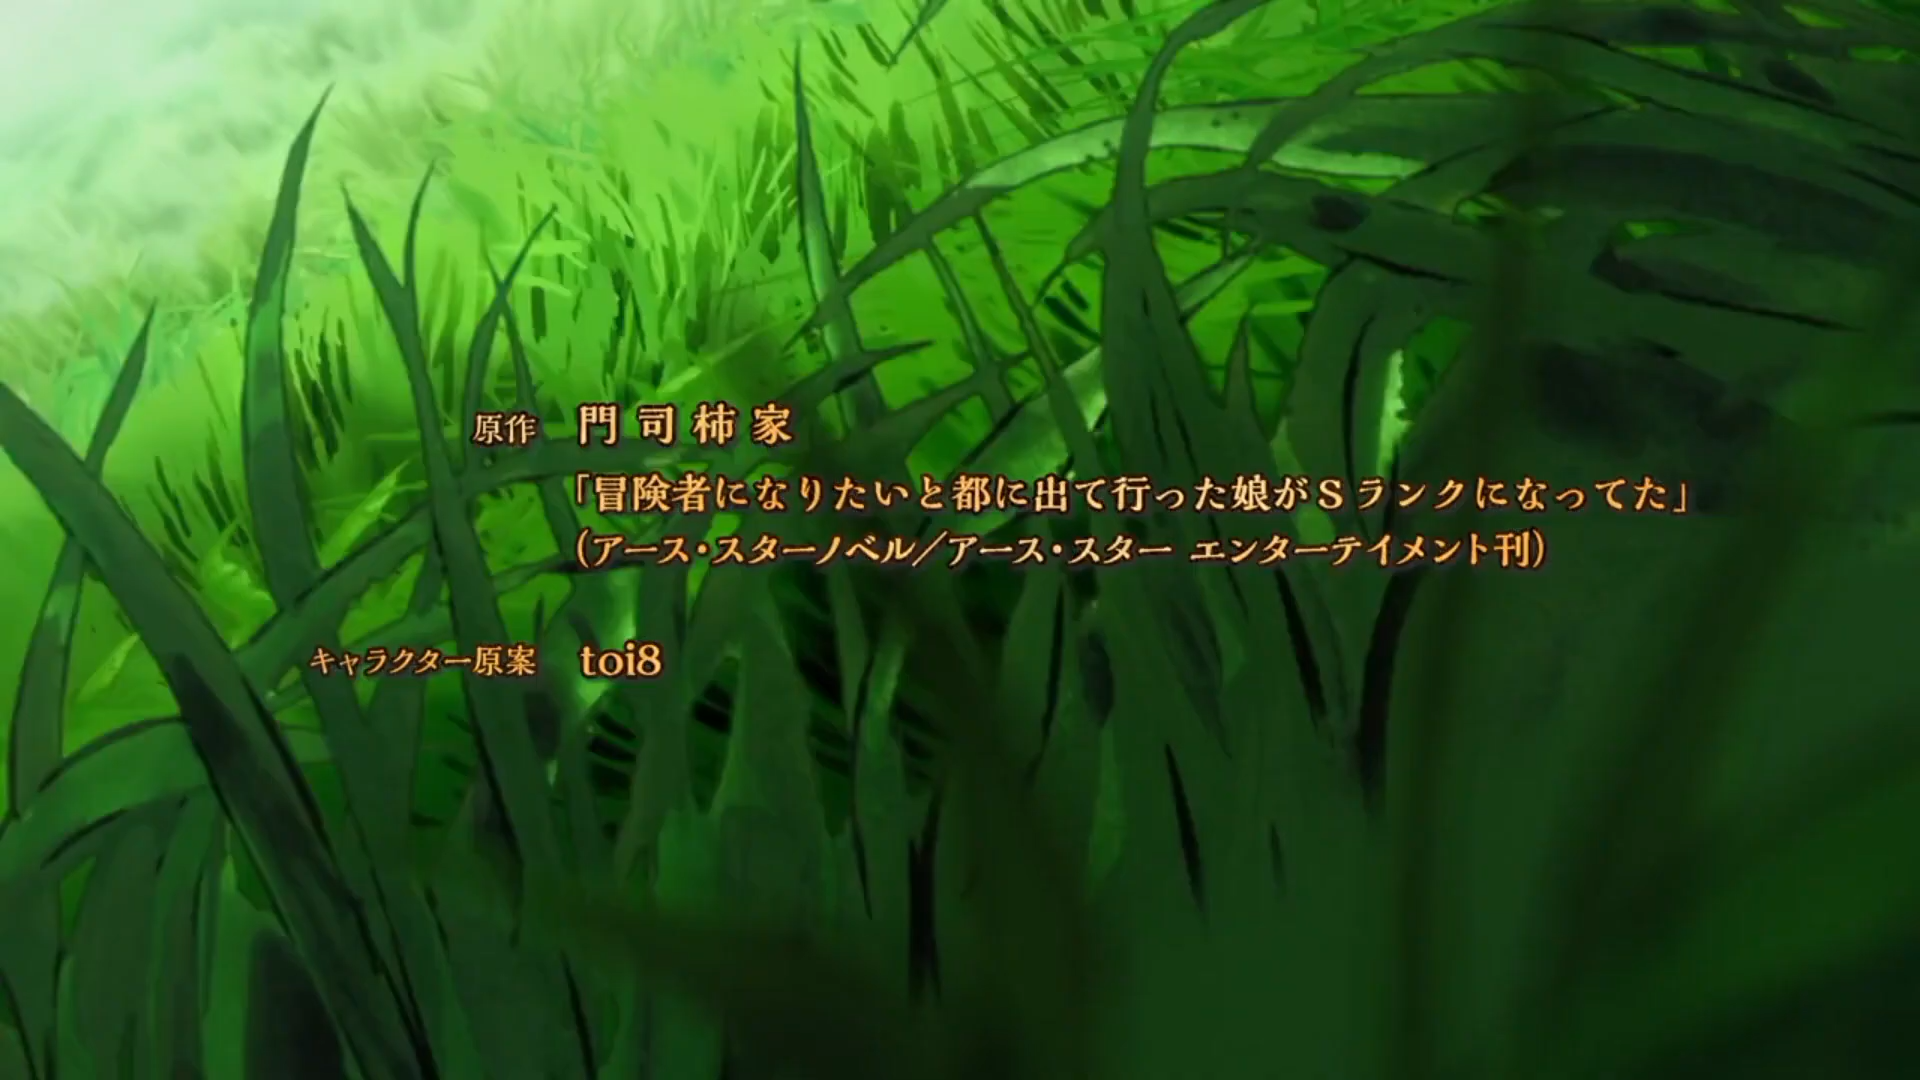 原作 門司柿家
「冒険者になりたいと都に出て行った娘がSランクになってた」
(アース・スターノベル/アース・スター エンターテイメント刊)
キャラクター原案 toi8